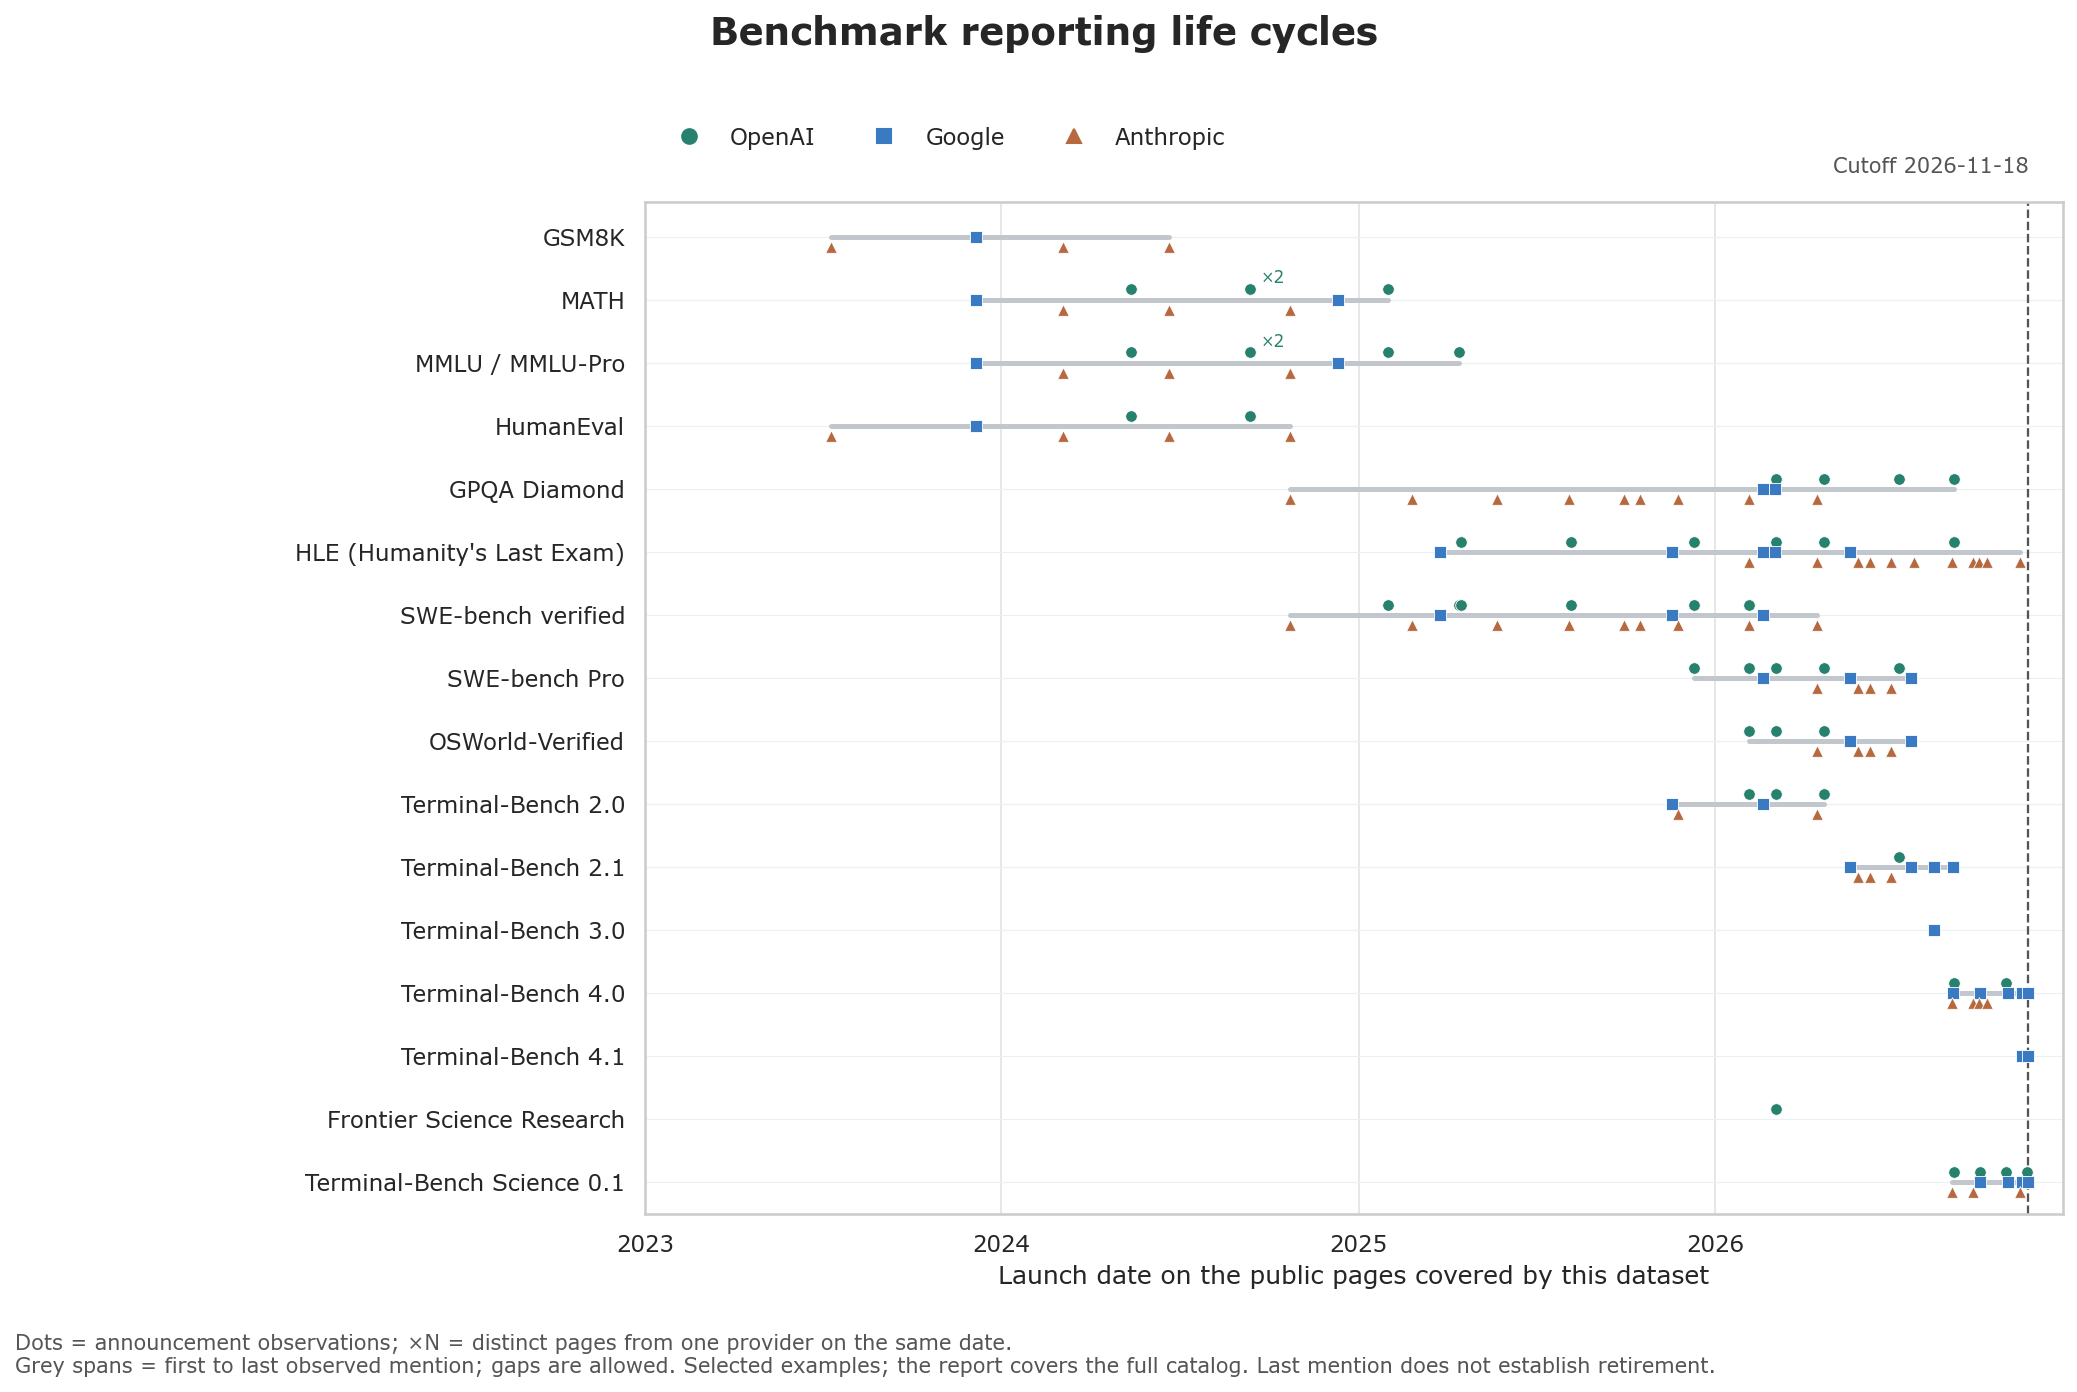 Benchmark reporting life cycles
OpenAI
Google
Anthropic
Cutoff 2026-11-18
GSM8K
MATH
×2
MMLU / MMLU-Pro
×2
HumanEval
GPQA Diamond
HLE (Humanity's Last Exam)
SWE-bench verified
SWE-bench Pro
OSWorld-Verified
Terminal-Bench 2.0
Terminal-Bench 2.1
Terminal-Bench 3.0
Terminal-Bench 4.0
Terminal-Bench 4.1
Frontier Science Research
Terminal-Bench Science 0.1
2023
2024
2025
2026
Launch date on the public pages covered by this dataset
Dots = announcement observations; ×N = distinct pages from one provider on the same date.
Grey spans = first to last observed mention; gaps are allowed. Selected examples; the report covers the full catalog. Last mention does not establish retirement.